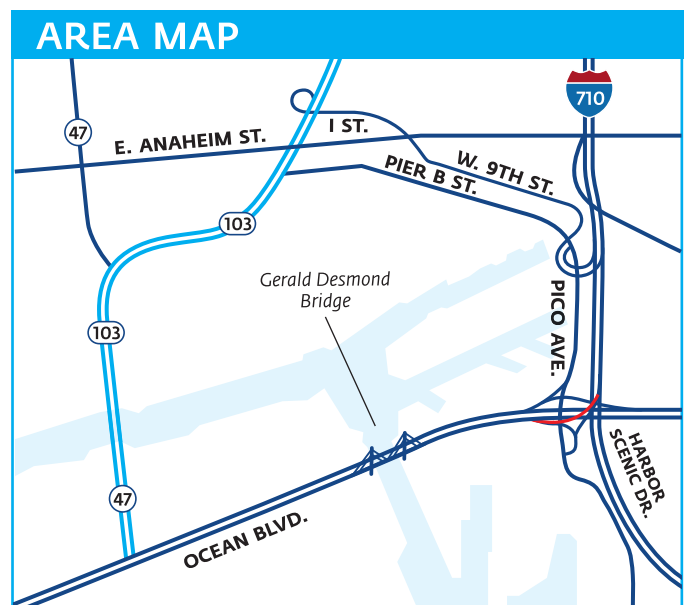 AREA MAP
710
I ST.
47
E. ANAHEIM ST.
W. 9TH ST.
PIER B ST.
103
Gerald Desmond
Bridge
PICO AVE.
103
HARBOR
SCENIC DR.
47
OCEAN BLVD.